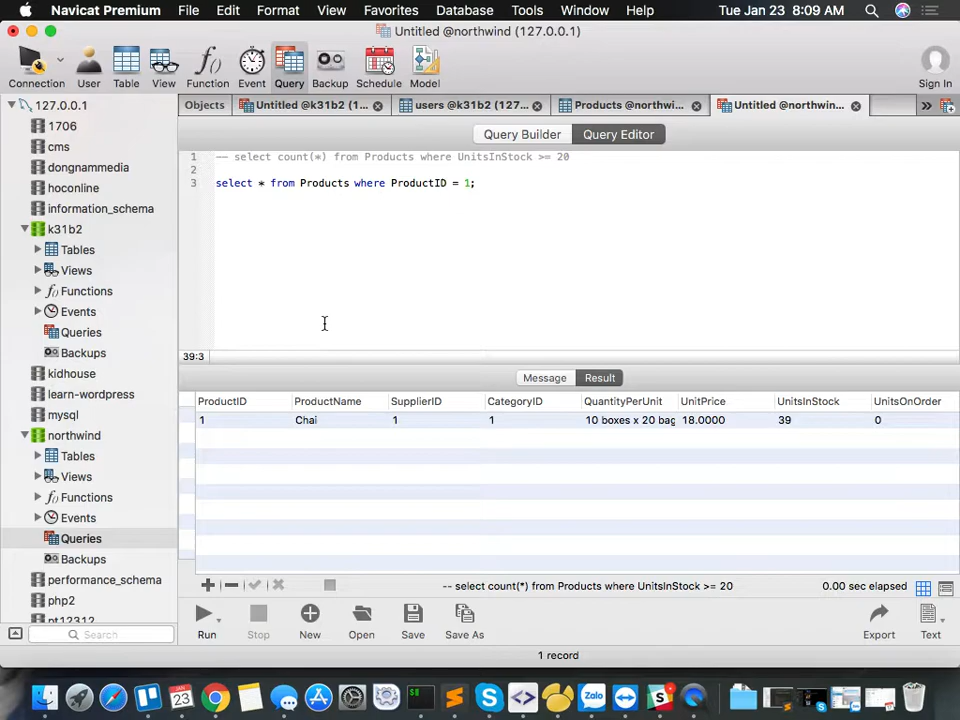 Navicat Premium File Edit Format View Favorites Database Tools Window Help Tue Jan 23 8:09 AM
Untitled @northwind (127.0.0.1)
Connection User Table View Function Event Query Backup Schedule Model Sign In
127.0.0.1
1706
cms
dongnammedia
hoconline
information_schema
k31b2
Tables
Views
Functions
Events
Queries
Backups
kidhouse
learn-wordpress
mysql
northwind
Tables
Views
Functions
Events
Queries
Backups
performance_schema
php2
pt12312
Search
Objects Untitled @k31b2 (1... users @k31b2 (127... Products @northwi... Untitled @northwin...
Query Builder Query Editor
1 -- select count(*) from Products where UnitsInStock >= 20
2
3 select * from Products where ProductID = 1;
39:3
Message Result
ProductID ProductName SupplierID CategoryID QuantityPerUnit UnitPrice UnitsInStock UnitsOnOrder
1 Chai 1 1 10 boxes x 20 bag 18.0000 39 0
-- select count(*) from Products where UnitsInStock >= 20 0.00 sec elapsed
Run Stop New Open Save Save As Export Text
1 record
JAN
23
Zalo